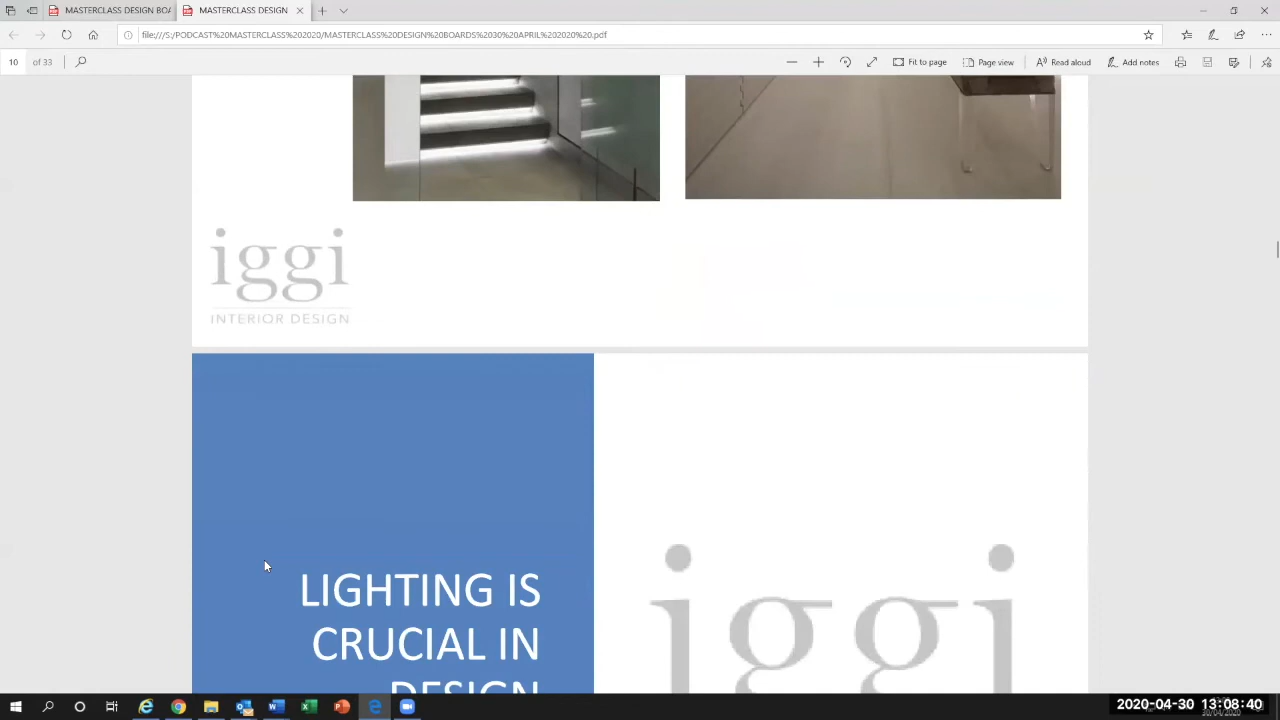 MASTERCLASS DESIGN BOA
MASTERCLASS DESIGN
file:///S:/PODCAST%20MASTERCLASS%202020/MASTERCLASS%20DESIGN%20BOARDS%2030%20APRIL%202020%20.pdf
10 of 33
Fit to page
Page view
Read aloud
Add notes
iggi
INTERIOR DESIGN
LIGHTING IS
CRUCIAL IN
DESIGN
iggi
2020-04-30 13:08:40